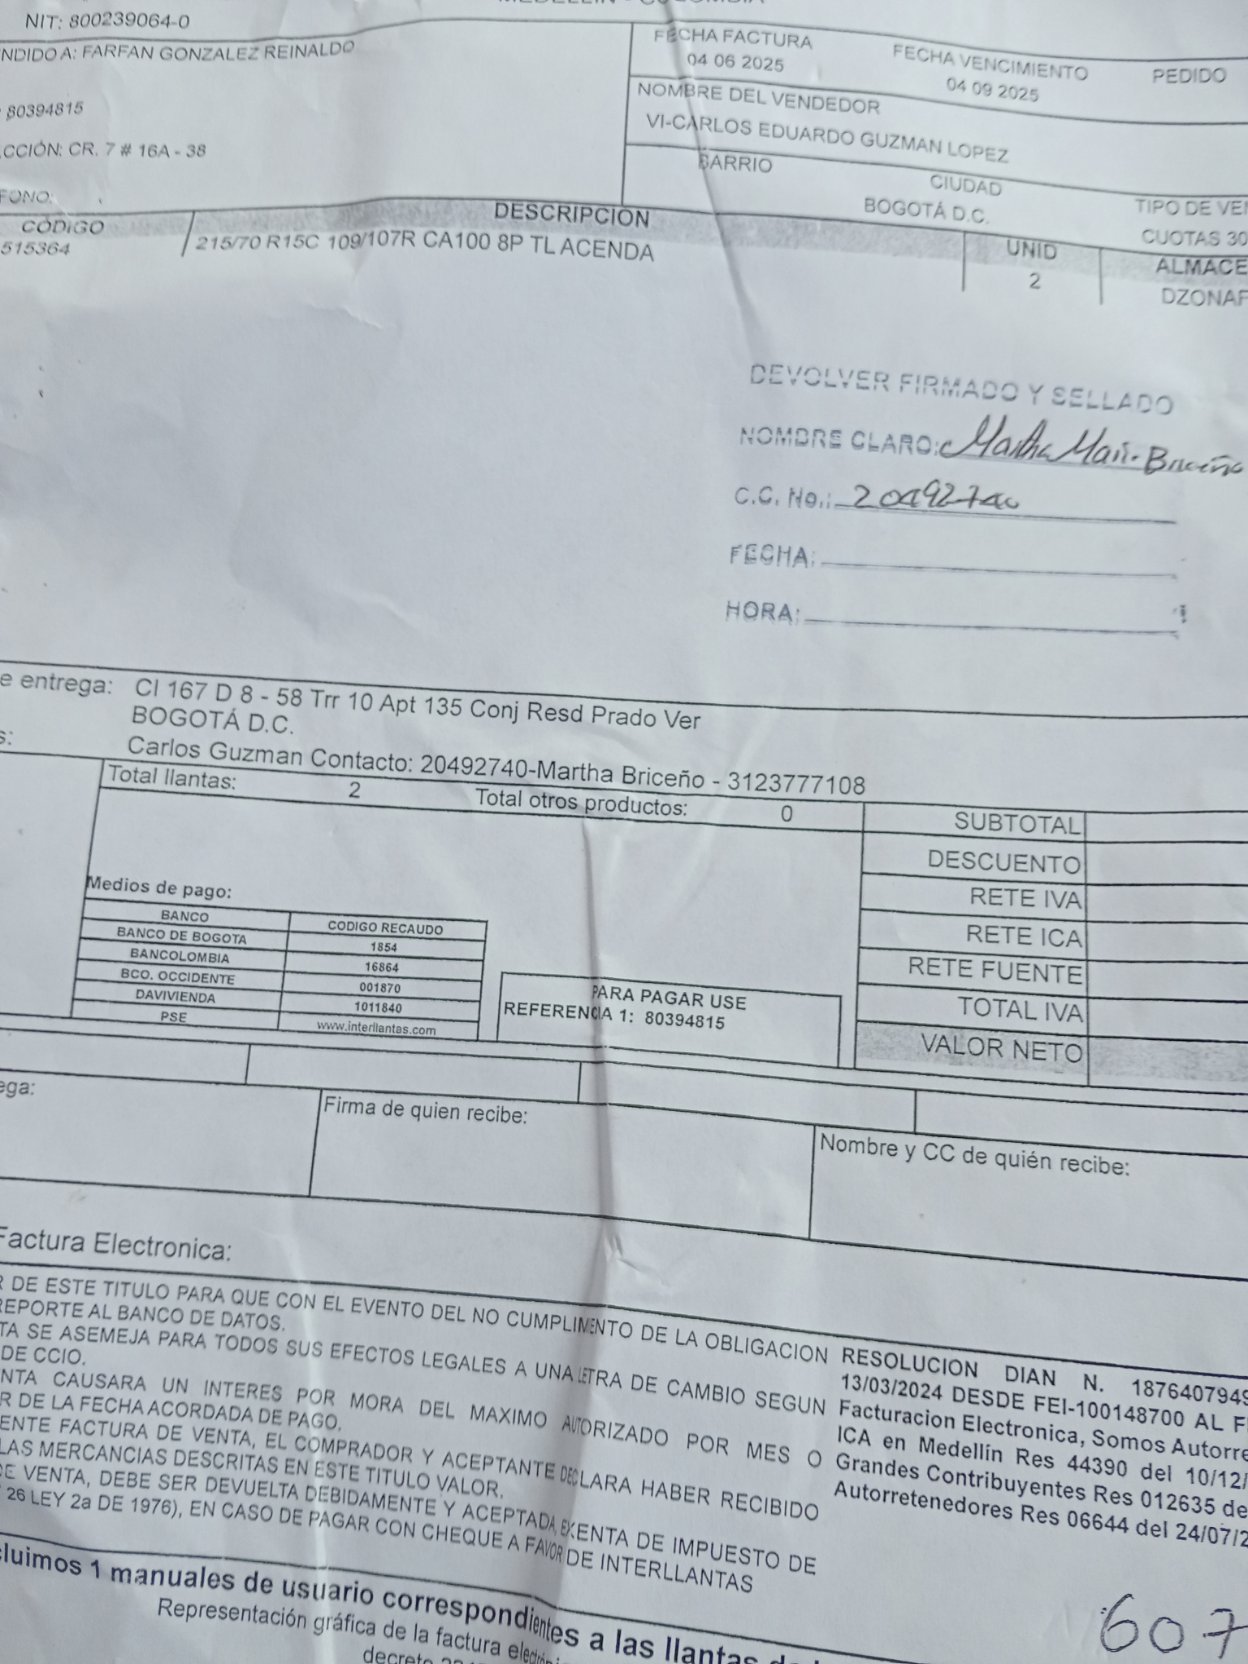 NIT: 800239064-0
NDIDO A: FARFAN GONZALEZ REINALDO
: 80394815
CCIÓN: CR. 7 # 16A - 38
FONO:
FECHA FACTURA
04 06 2025
FECHA VENCIMIENTO
04 09 2025
PEDIDO
NOMBRE DEL VENDEDOR
VI-CARLOS EDUARDO GUZMAN LOPEZ
BARRIO
CIUDAD
BOGOTÁ D.C.
TIPO DE VEN
CUOTAS 30
CÓDIGO DESCRIPCIÓN UNID ALMACE
515364 215/70 R15C 109/107R CA100 8P TL ACENDA 2 DZONAF
DEVOLVER FIRMADO Y SELLADO
NOMBRE CLARO: Martha Mari. Briceño
C.C. No.: 20492740
FECHA:
HORA:
e entrega: Cl 167 D 8 - 58 Trr 10 Apt 135 Conj Resd Prado Ver
BOGOTÁ D.C.
s: Carlos Guzman Contacto: 20492740-Martha Briceño - 3123777108
Total llantas: 2 Total otros productos: 0
SUBTOTAL
DESCUENTO
RETE IVA
RETE ICA
RETE FUENTE
TOTAL IVA
VALOR NETO
Medios de pago:
BANCO CODIGO RECAUDO
BANCO DE BOGOTA 1854
BANCOLOMBIA 16864
BCO. OCCIDENTE 001870
DAVIVIENDA 1011840
PSE www.interllantas.com
PARA PAGAR USE
REFERENCIA 1: 80394815
ega:
Firma de quien recibe:
Nombre y CC de quién recibe:
Factura Electronica:
R DE ESTE TITULO PARA QUE CON EL EVENTO DEL NO CUMPLIMENTO DE LA OBLIGACION
REPORTE AL BANCO DE DATOS.
TA SE ASEMEJA PARA TODOS SUS EFECTOS LEGALES A UNA LETRA DE CAMBIO SEGUN
DE CCIO.
NTA CAUSARA UN INTERES POR MORA DEL MAXIMO AUTORIZADO POR MES O
R DE LA FECHA ACORDADA DE PAGO.
ENTE FACTURA DE VENTA, EL COMPRADOR Y ACEPTANTE DECLARA HABER RECIBIDO
LAS MERCANCIAS DESCRITAS EN ESTE TITULO VALOR.
DE VENTA, DEBE SER DEVUELTA DEBIDAMENTE Y ACEPTADA EXENTA DE IMPUESTO DE
26 LEY 2a DE 1976), EN CASO DE PAGAR CON CHEQUE A FAVOR DE INTERLLANTAS
RESOLUCION DIAN N. 1876407949
13/03/2024 DESDE FEI-100148700 AL F
Facturacion Electronica, Somos Autorre
ICA en Medellín Res 44390 del 10/12/
Grandes Contribuyentes Res 012635 de
Autorretenedores Res 06644 del 24/07/2
cluimos 1 manuales de usuario correspondientes a las llantas
Representación gráfica de la factura
decreto
607